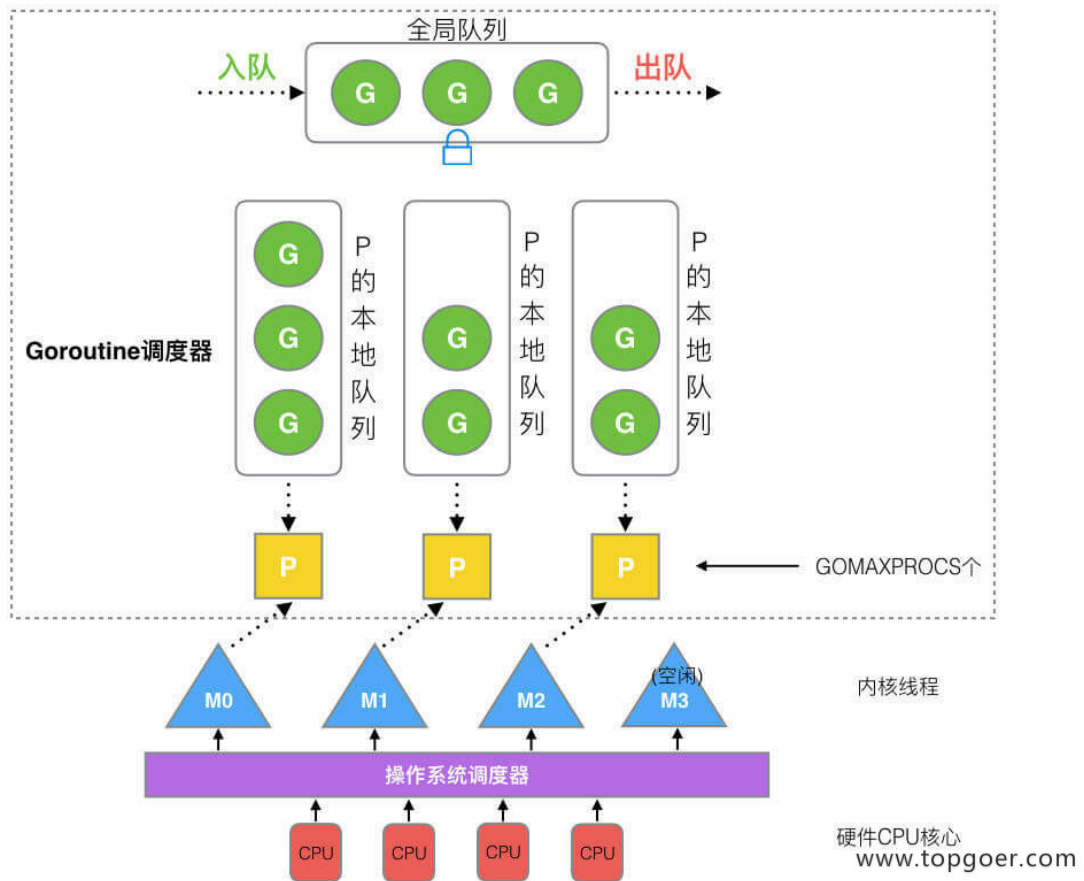 全局队列
入队
出队
G
G
G
G
G
G
G
G
G
G
P的本地队列
P的本地队列
P的本地队列
Goroutine调度器
P
P
P
GOMAXPROCS个
M0
M1
M2
(空闲)
M3
内核线程
操作系统调度器
CPU
CPU
CPU
CPU
硬件CPU核心
www.topgoer.com